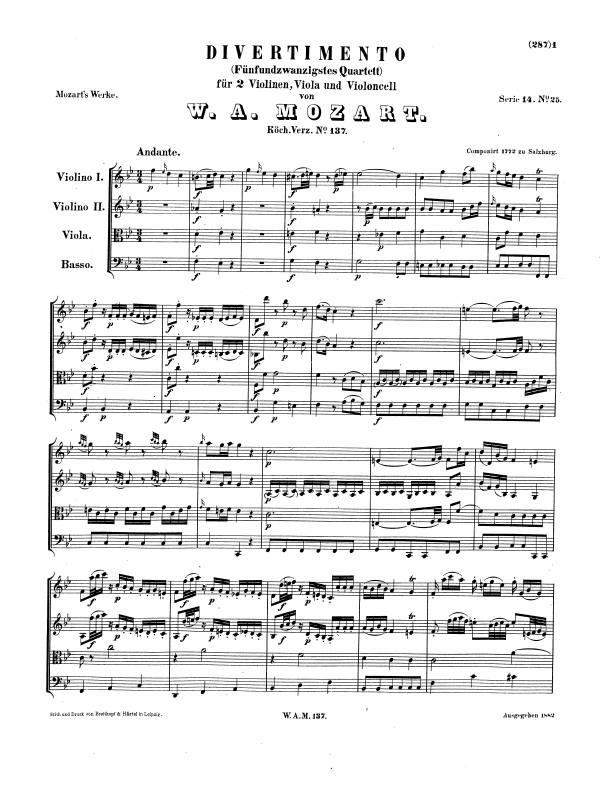 (287)1
DIVERTIMENTO
(Fünfundzwanzigstes Quartett)
für 2 Violinen, Viola und Violoncell
von
Mozart's Werke.
Serie 14. No 25.
W. A. MOZART.
Köch. Verz. No 137.
Andante.
Componirt 1772 zu Salzburg.
Violino I.
Violino II.
Viola.
Basso.
Stich und Druck von Breitkopf & Härtel in Leipzig.
W. A. M. 137.
Ausgegeben 1882